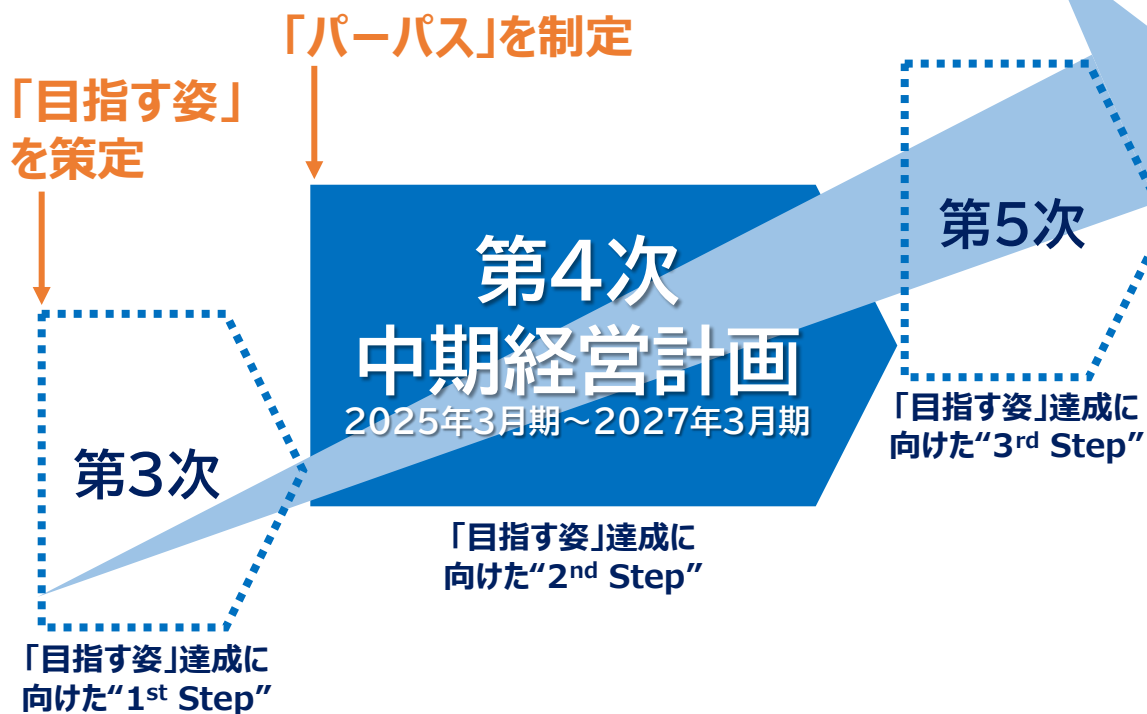 「パーパス」を制定
「目指す姿」
を策定
第3次
「目指す姿」達成に
向けた“1st Step”
第4次
中期経営計画
2025年3月期～2027年3月期
「目指す姿」達成に
向けた“2nd Step”
第5次
「目指す姿」達成に
向けた“3rd Step”